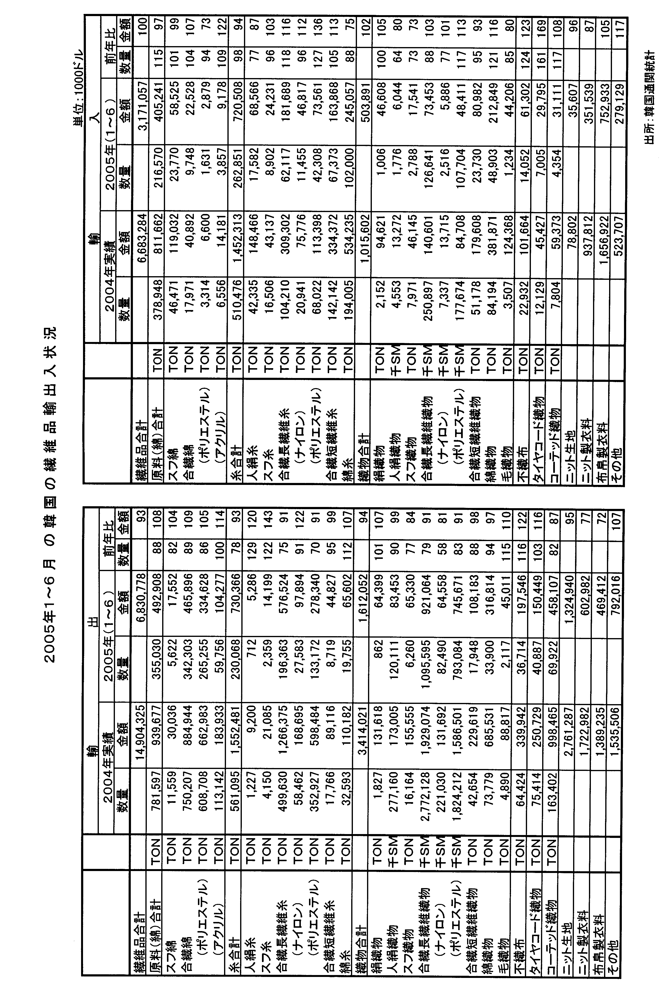 2005年1～6月 の韓国の繊維品輸出入状況
単位：1000ドル
輸 出
2004年実績 2005年(1～6) 前年比
数量 金額 数量 金額 数量 金額
繊維品合計 14,904,325 6,830,778 93
原料(綿)合計 TON 781,597 939,677 355,030 492,908 88 108
スフ綿 TON 11,559 30,036 5,622 17,552 82 104
合繊綿 TON 750,207 884,944 342,303 465,896 89 109
(ポリエステル) TON 608,708 662,983 265,255 334,628 86 105
(アクリル) TON 113,142 183,933 59,756 104,277 100 114
糸合計 TON 561,095 1,552,481 230,068 730,366 78 93
人絹糸 TON 1,227 9,200 712 5,286 129 120
スフ糸 TON 4,150 21,085 2,359 14,199 122 143
合繊長繊維糸 TON 499,630 1,266,375 196,363 576,524 75 91
(ナイロン) TON 58,462 168,695 27,583 97,894 91 122
(ポリエステル) TON 352,927 598,484 133,172 278,340 70 91
合繊短繊維糸 TON 17,766 89,116 8,719 44,827 95 99
綿糸 TON 32,593 110,182 19,755 65,602 112 107
織物合計 3,414,021 1,612,052 94
絹織物 TON 1,827 131,618 862 64,399 101 107
人絹織物 千SM 277,160 173,005 120,111 83,453 90 99
スフ織物 TON 16,164 155,555 6,260 65,330 77 84
合繊長繊維織物 千SM 2,772,128 1,929,074 1,095,595 921,064 79 91
(ナイロン) 千SM 221,030 131,692 82,490 64,558 58 81
(ポリエステル) 千SM 1,824,212 1,586,501 793,084 745,671 83 91
合繊短繊維織物 TON 42,654 229,619 17,948 108,183 88 98
綿織物 TON 73,779 685,531 33,900 316,814 94 97
毛織物 TON 4,890 88,817 2,117 45,011 115 110
不織布 TON 64,424 339,942 36,714 197,546 116 122
タイヤコード織物 TON 75,414 250,729 40,887 150,449 103 116
コーテッド織物 TON 163,402 998,465 69,922 458,107 82 87
ニット生地 2,761,287 1,324,940 95
ニット製衣料 1,722,982 602,982 77
布帛製衣料 1,389,235 469,412 72
その他 1,535,506 792,016 107
輸 入
2004年実績 2005年(1～6) 前年比
数量 金額 数量 金額 数量 金額
繊維品合計 6,683,284 3,171,057 100
原料(綿)合計 TON 378,948 811,662 216,570 405,241 115 97
スフ綿 TON 46,471 119,032 23,770 58,525 101 99
合繊綿 TON 17,971 40,892 9,748 22,528 104 107
(ポリエステル) TON 3,314 6,600 1,631 2,879 94 73
(アクリル) TON 6,556 14,181 3,857 9,178 109 122
糸合計 TON 510,476 1,452,313 262,851 720,508 98 94
人絹糸 TON 42,335 148,466 17,582 68,566 77 87
スフ糸 TON 16,506 43,137 8,902 24,231 96 103
合繊長繊維糸 TON 104,210 309,302 62,117 181,689 118 116
(ナイロン) TON 20,941 75,776 11,455 46,817 96 112
(ポリエステル) TON 68,022 113,398 42,308 73,561 127 136
合繊短繊維糸 TON 142,142 334,372 67,373 163,868 105 113
綿糸 TON 194,005 534,235 102,000 245,057 88 75
織物合計 1,015,602 503,891 102
絹織物 TON 2,152 94,621 1,006 46,608 100 105
人絹織物 千SM 4,553 13,272 1,776 6,044 64 80
スフ織物 TON 7,971 46,145 2,788 17,541 73 73
合繊長繊維織物 千SM 250,897 140,601 126,641 73,453 88 103
(ナイロン) 千SM 7,337 13,715 2,516 5,886 77 101
(ポリエステル) 千SM 177,674 84,708 107,704 48,411 117 113
合繊短繊維織物 TON 51,178 179,608 23,730 80,982 95 93
綿織物 TON 84,194 381,871 48,903 212,849 121 116
毛織物 TON 3,507 124,368 1,234 44,206 85 80
不織布 TON 22,932 101,664 14,052 61,302 124 123
タイヤコード織物 TON 12,129 45,427 7,005 29,795 161 169
コーテッド織物 TON 7,804 59,373 4,354 31,111 117 108
ニット生地 78,802 35,607 96
ニット製衣料 937,812 351,539 87
布帛製衣料 1,656,922 752,933 105
その他 523,707 279,129 117
出所：韓国通関統計